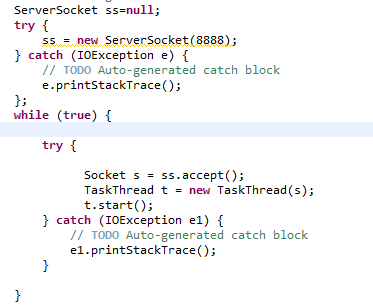 ServerSocket ss=null;
try {
ss = new ServerSocket(8888);
} catch (IOException e) {
// TODO Auto-generated catch block
e.printStackTrace();
};
while (true) {
try {
Socket s = ss.accept();
TaskThread t = new TaskThread(s);
t.start();
} catch (IOException e1) {
// TODO Auto-generated catch block
e1.printStackTrace();
}
}